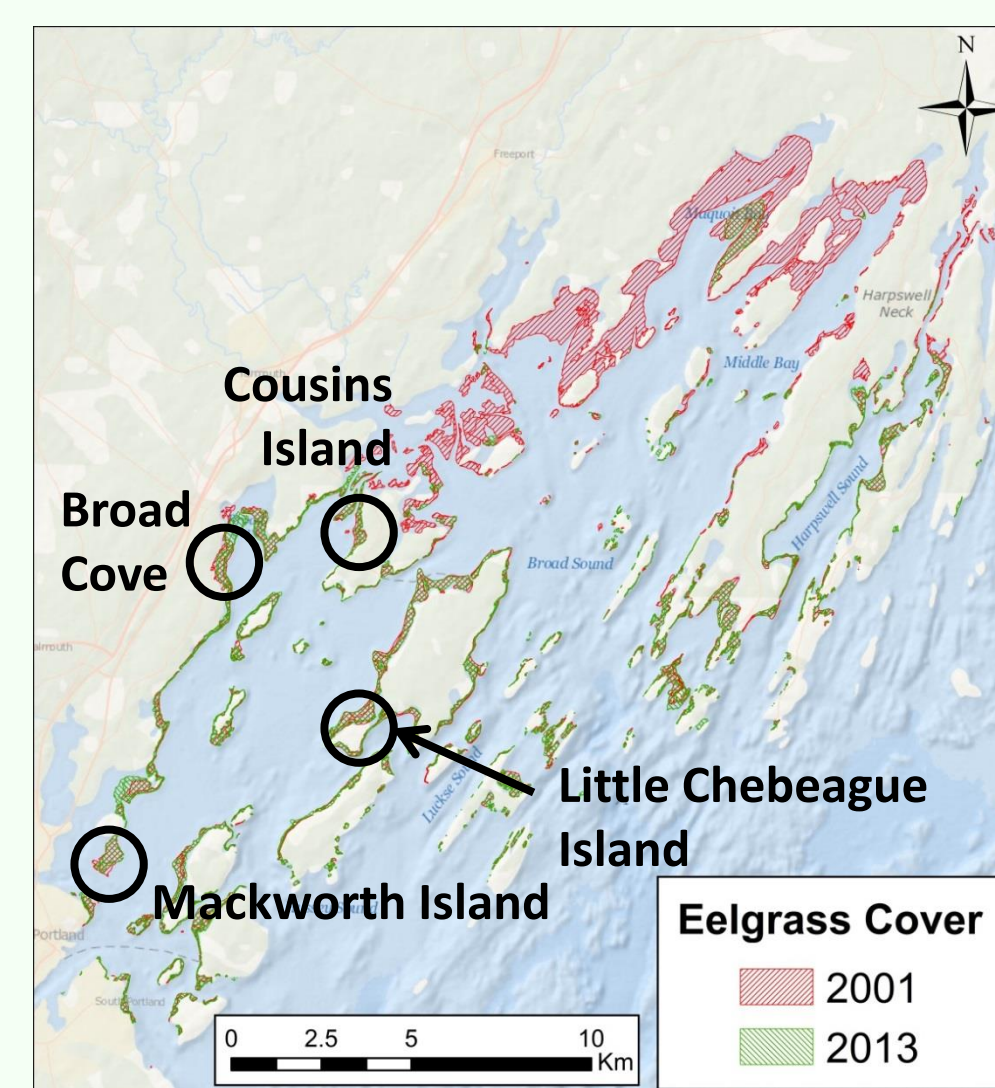 N
Freeport
Maquoit Bay
Harpswell
Neck
Middle Bay
Cousins
Island
Broad
Cove
Harpswell Sound
Broad Sound
Little Chebeague
Island
Luckse Sound
Mackworth Island
Portland
South Portland
Eelgrass Cover
2001
2013
0 2.5 5 10
Km